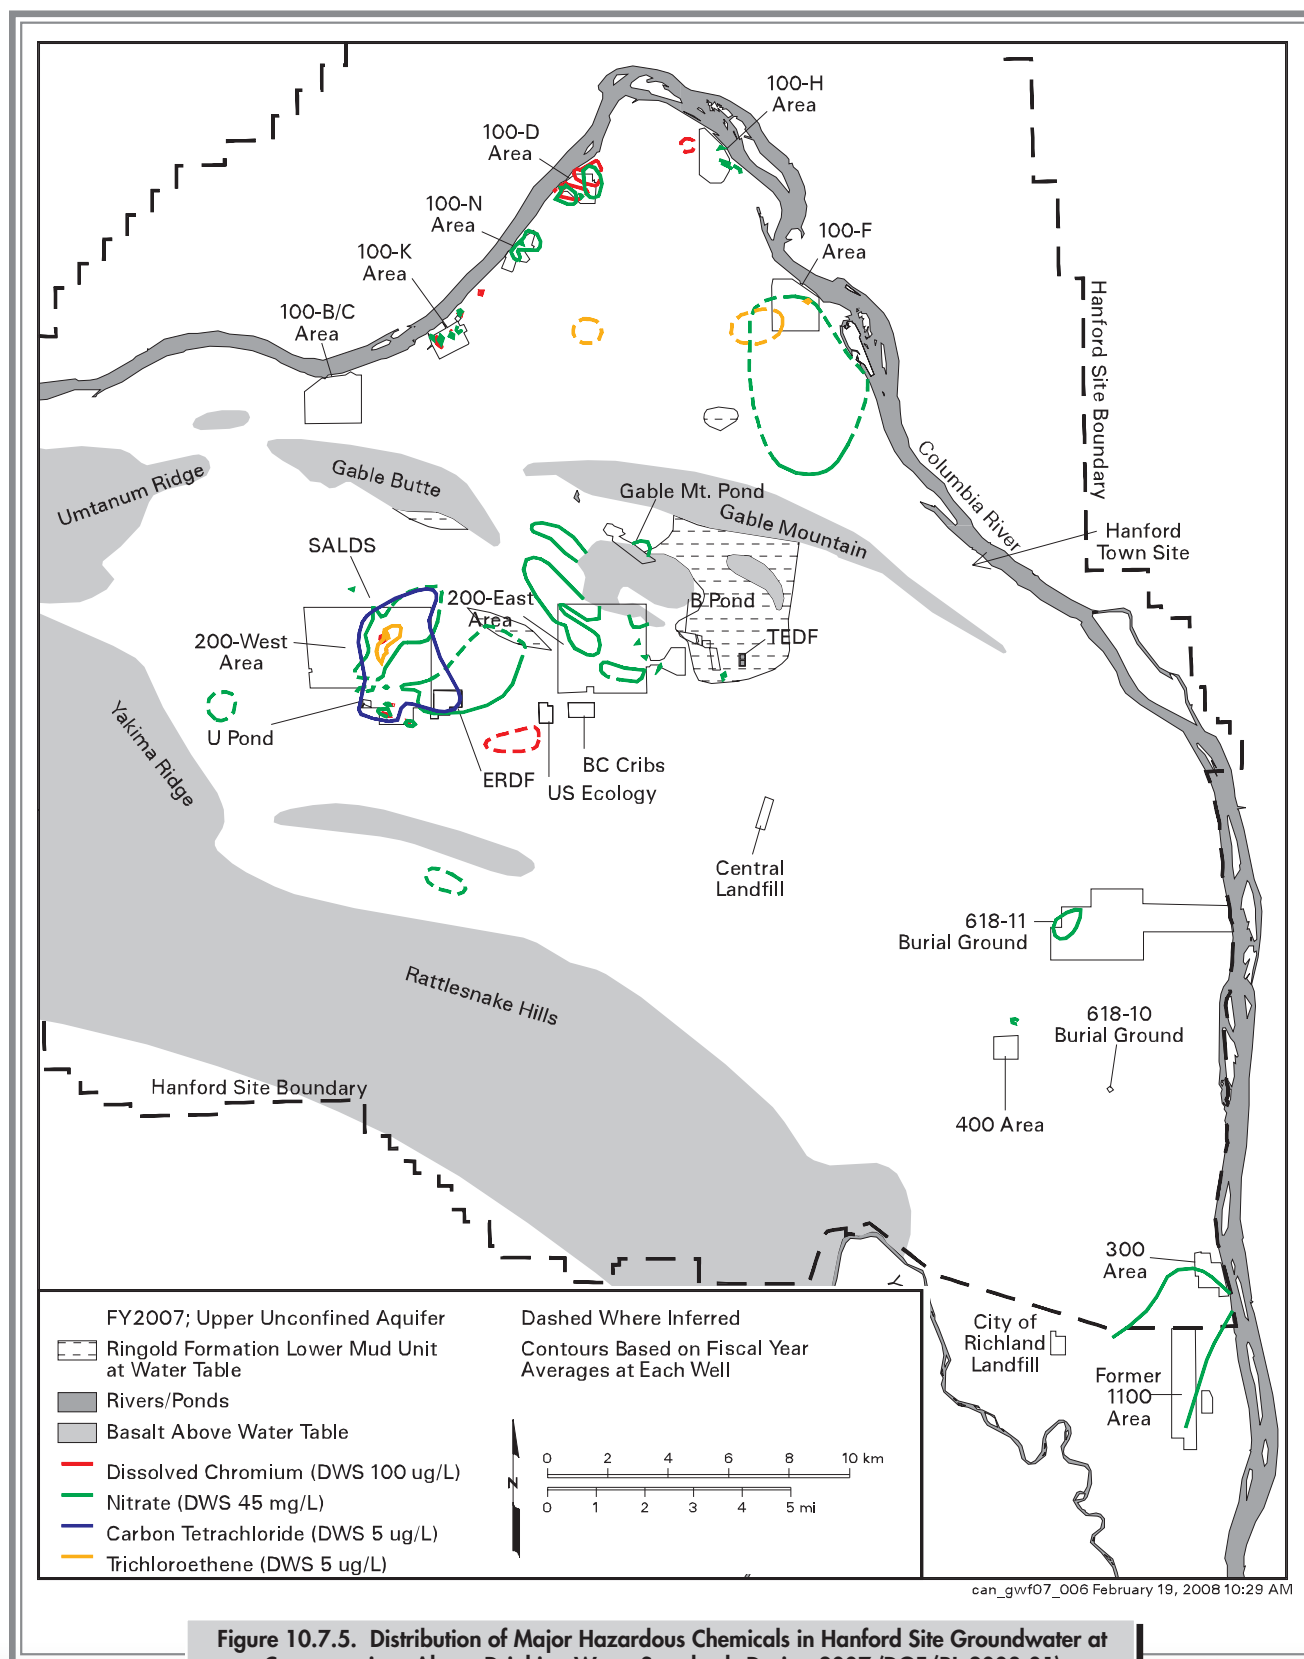 100-H
Area
100-D
Area
100-N
Area
100-F
Area
100-K
Area
100-B/C
Area
Hanford Site Boundary
Columbia River
Umtanum Ridge
Gable Butte
Gable Mt. Pond
Gable Mountain
Hanford
Town Site
SALDS
200-East
Area
B Pond
TEDF
200-West
Area
U Pond
Yakima Ridge
ERDF
BC Cribs
US Ecology
Central
Landfill
618-11
Burial Ground
Rattlesnake Hills
618-10
Burial Ground
Hanford Site Boundary
400 Area
300
Area
City of
Richland
Landfill
Former
1100
Area
FY2007; Upper Unconfined Aquifer
Ringold Formation Lower Mud Unit
at Water Table
Rivers/Ponds
Basalt Above Water Table
Dissolved Chromium (DWS 100 ug/L)
Nitrate (DWS 45 mg/L)
Carbon Tetrachloride (DWS 5 ug/L)
Trichloroethene (DWS 5 ug/L)
Dashed Where Inferred
Contours Based on Fiscal Year
Averages at Each Well
N
0 2 4 6 8 10 km
0 1 2 3 4 5 mi
can_gwf07_006 February 19, 2008 10:29 AM
Figure 10.7.5. Distribution of Major Hazardous Chemicals in Hanford Site Groundwater at